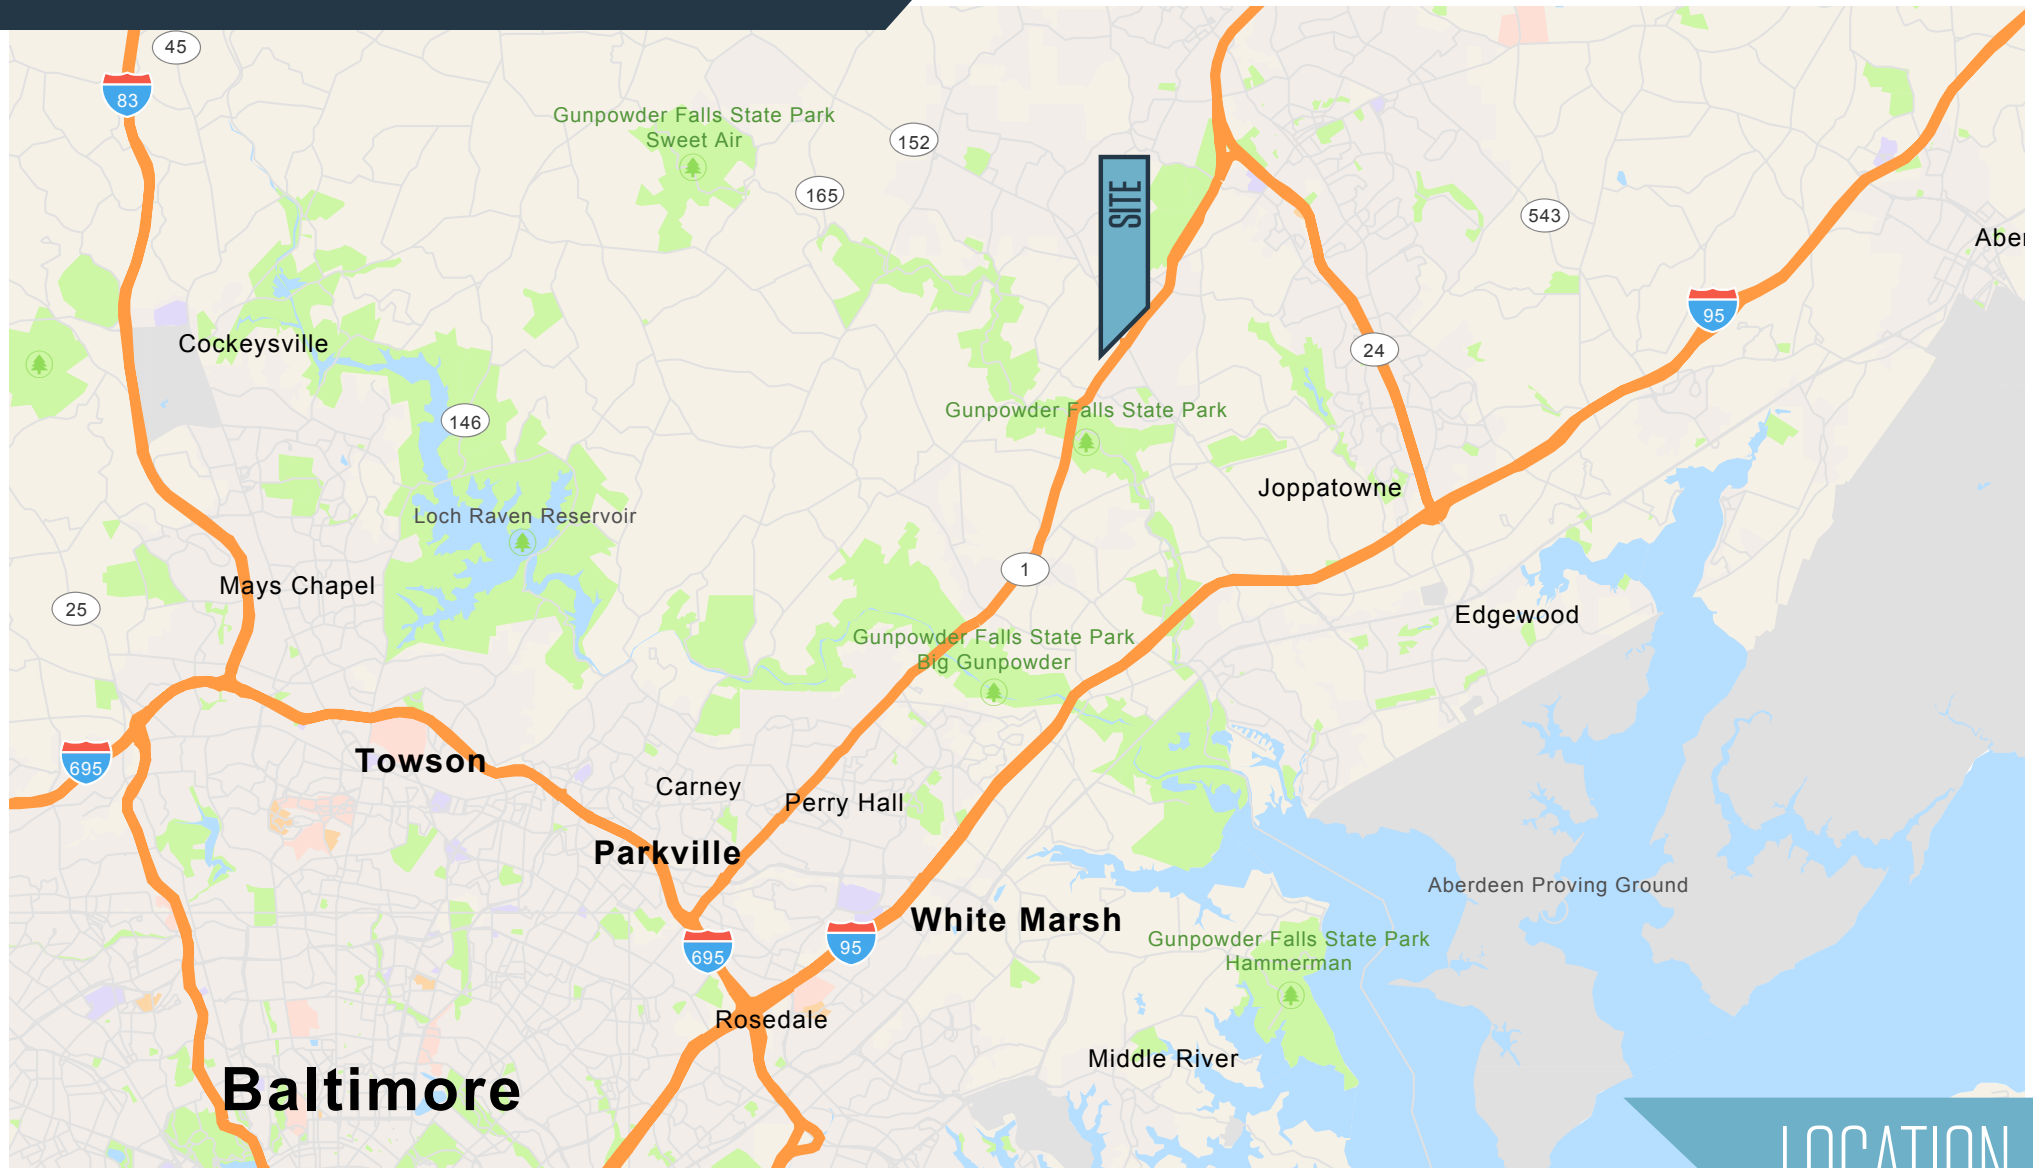 45
83
Gunpowder Falls State Park
Sweet Air
152
165
SITE
543
Aber
95
Cockeysville
24
146
Gunpowder Falls State Park
Joppatowne
Loch Raven Reservoir
1
Mays Chapel
25
Edgewood
Gunpowder Falls State Park
Big Gunpowder
695
Towson
Carney
Perry Hall
Parkville
Aberdeen Proving Ground
White Marsh
95
695
Gunpowder Falls State Park
Hammerman
Rosedale
Middle River
Baltimore
LOCATION